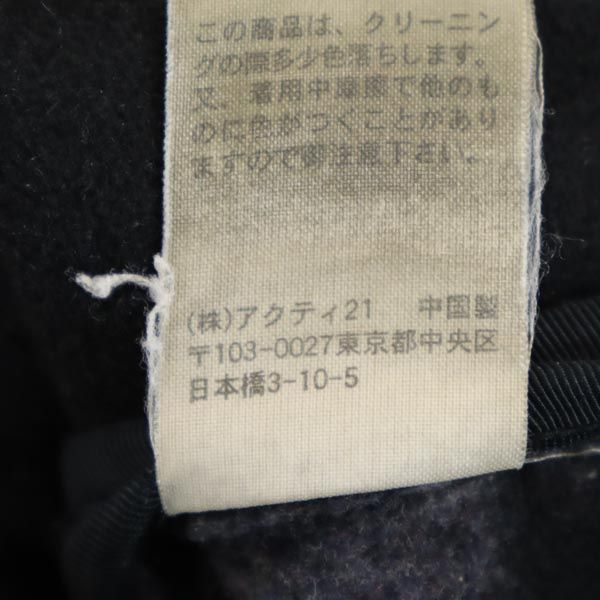 この商品は、クリーニン
グの際多少色落ちします。
又、着用中摩擦で他のも
のに色がつくことがあり
ますので御注意下さい。
(株)アクティ21 中国製
〒103-0027東京都中央区
日本橋3-10-5